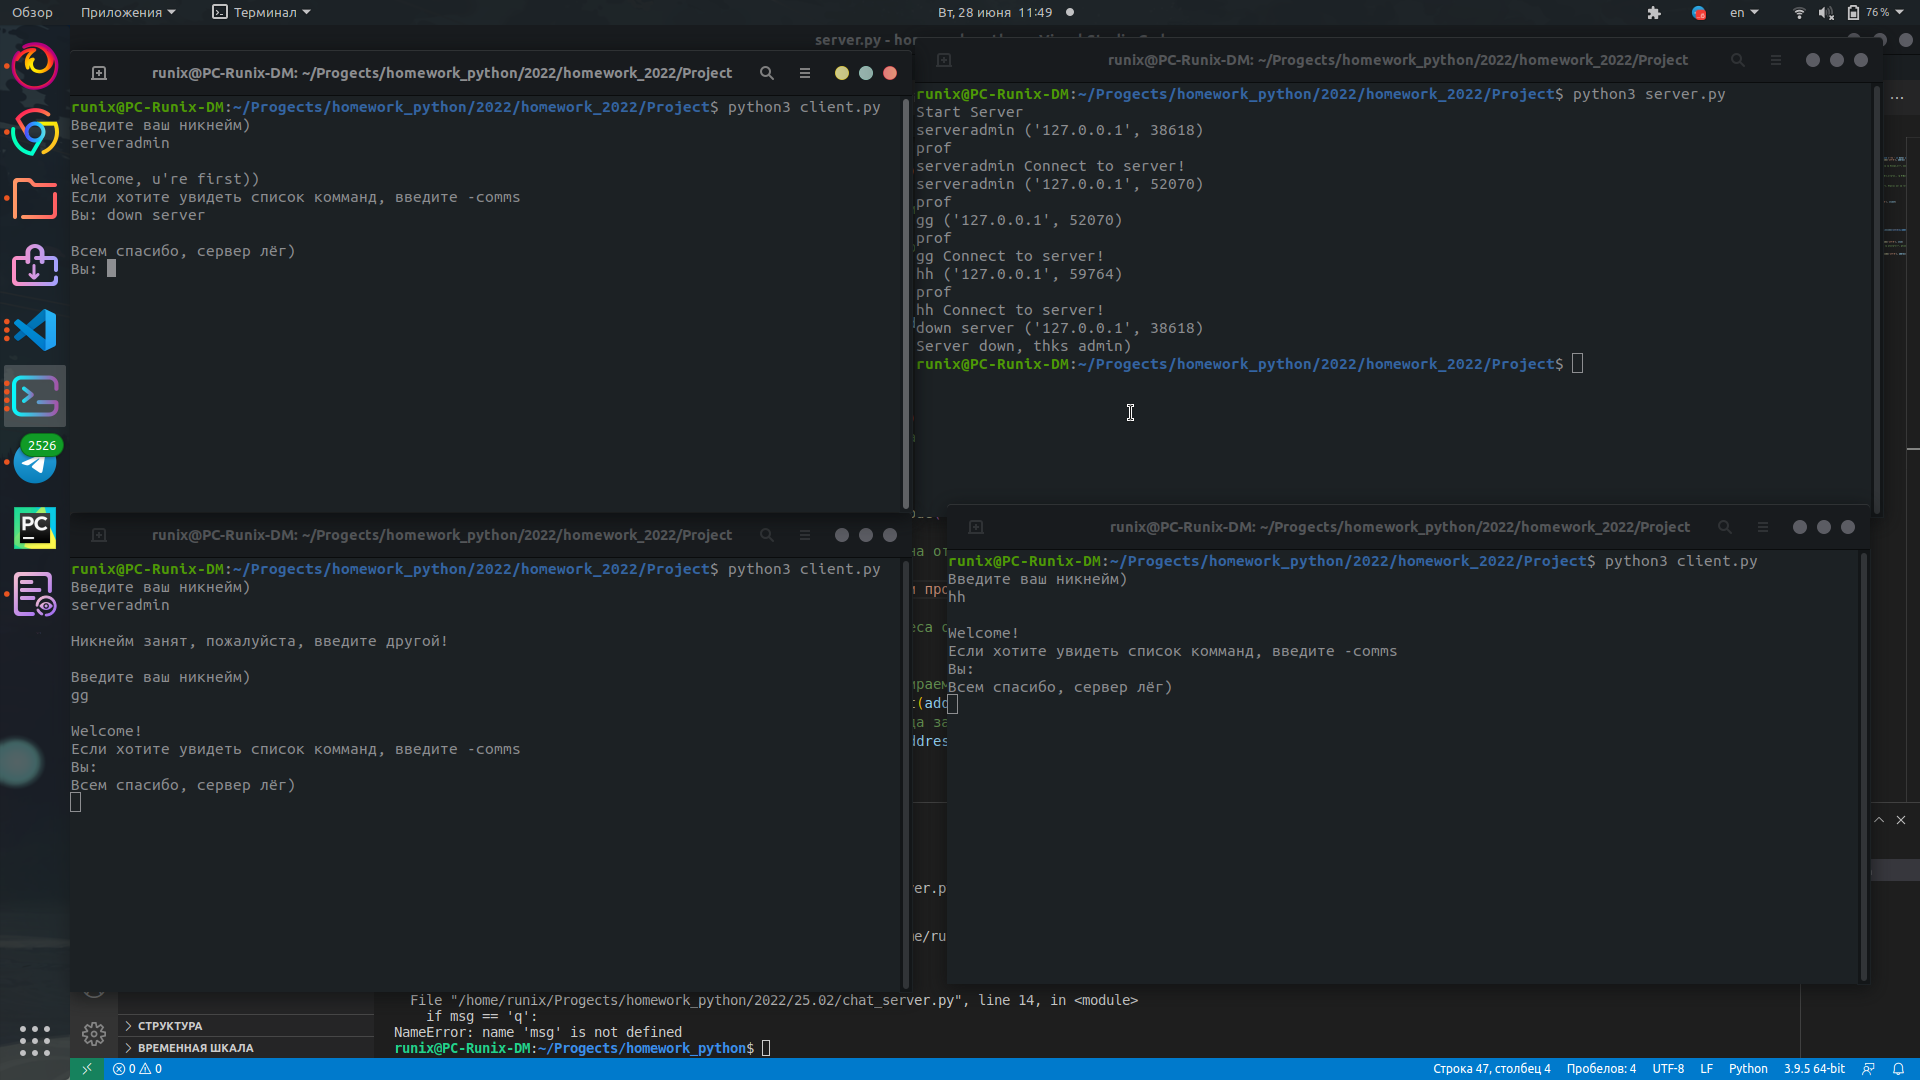 Обзор Приложения Терминал Вт, 28 июня 11:49 en 76%
server.py - hom
runix@PC-Runix-DM: ~/Progects/homework_python/2022/homework_2022/Project
runix@PC-Runix-DM:~/Progects/homework_python/2022/homework_2022/Project$ python3 client.py
Введите ваш никнейм)
serveradmin
Welcome, u're first))
Если хотите увидеть список комманд, введите -comms
Вы: down server
Всем спасибо, сервер лёг)
Вы:
runix@PC-Runix-DM: ~/Progects/homework_python/2022/homework_2022/Project
runix@PC-Runix-DM:~/Progects/homework_python/2022/homework_2022/Project$ python3 server.py
Start Server
serveradmin ('127.0.0.1', 38618)
prof
serveradmin Connect to server!
serveradmin ('127.0.0.1', 52070)
prof
gg ('127.0.0.1', 52070)
prof
gg Connect to server!
hh ('127.0.0.1', 59764)
prof
hh Connect to server!
down server ('127.0.0.1', 38618)
Server down, thks admin)
runix@PC-Runix-DM:~/Progects/homework_python/2022/homework_2022/Project$
2526
PC
runix@PC-Runix-DM: ~/Progects/homework_python/2022/homework_2022/Project
runix@PC-Runix-DM:~/Progects/homework_python/2022/homework_2022/Project$ python3 client.py
Введите ваш никнейм)
serveradmin
Никнейм занят, пожалуйста, введите другой!
Введите ваш никнейм)
gg
Welcome!
Если хотите увидеть список комманд, введите -comms
Вы:
Всем спасибо, сервер лёг)
runix@PC-Runix-DM: ~/Progects/homework_python/2022/homework_2022/Project
runix@PC-Runix-DM:~/Progects/homework_python/2022/homework_2022/Project$ python3 client.py
Введите ваш никнейм)
hh
Welcome!
Если хотите увидеть список комманд, введите -comms
Вы:
Всем спасибо, сервер лёг)
File "/home/runix/Progects/homework_python/2022/25.02/chat_server.py", line 14, in <module>
if msg == 'q':
NameError: name 'msg' is not defined
runix@PC-Runix-DM:~/Progects/homework_python$
СТРУКТУРА
ВРЕМЕННАЯ ШКАЛА
0 0 Строка 47, столбец 4 Пробелов: 4 UTF-8 LF Python 3.9.5 64-bit